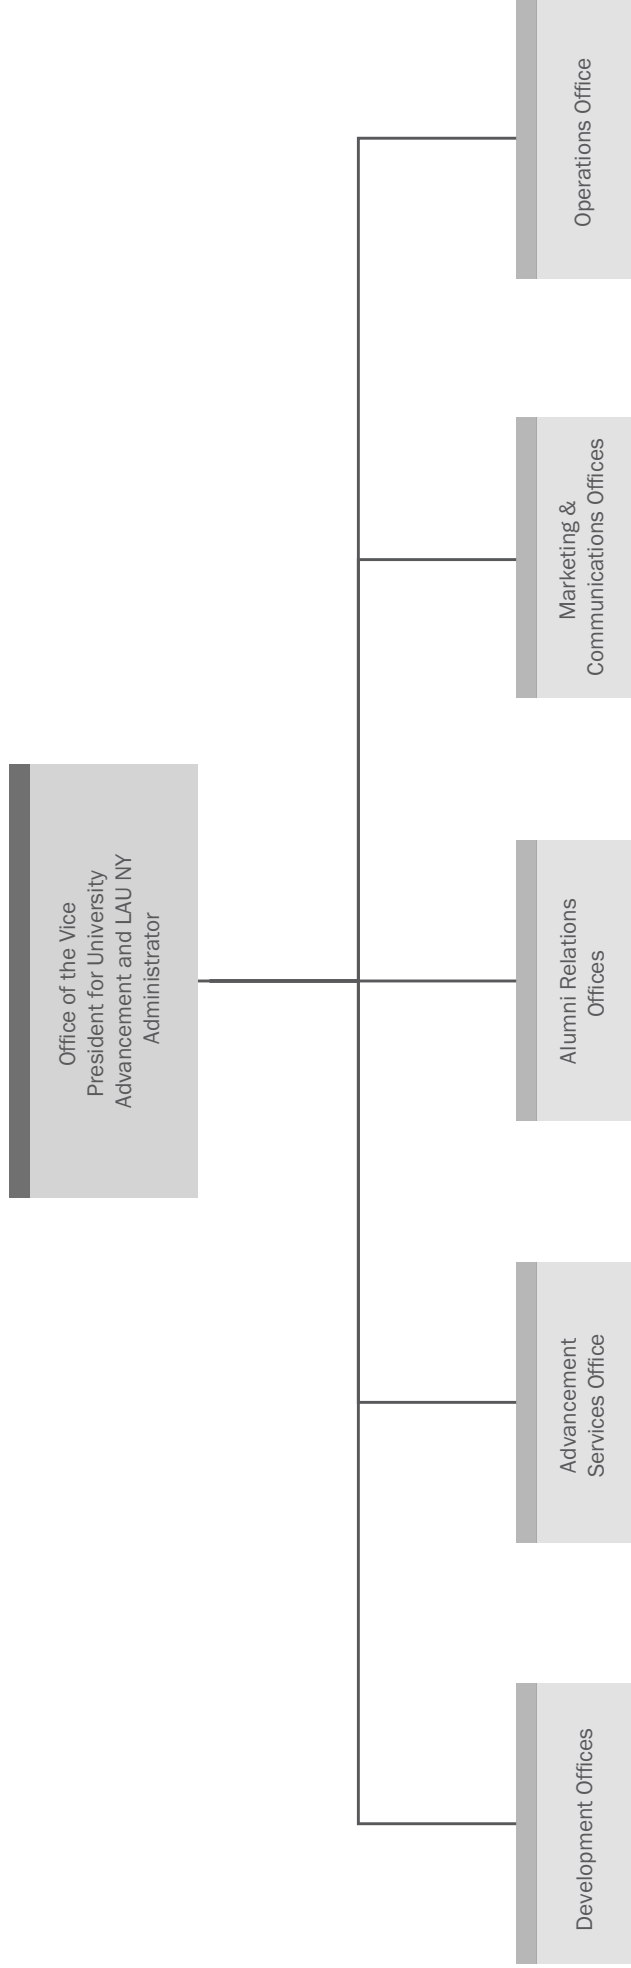 Office of the Vice
President for University
Advancement and LAU NY
Administrator
Development Offices
Advancement
Services Office
Alumni Relations
Offices
Marketing &
Communications Offices
Operations Office